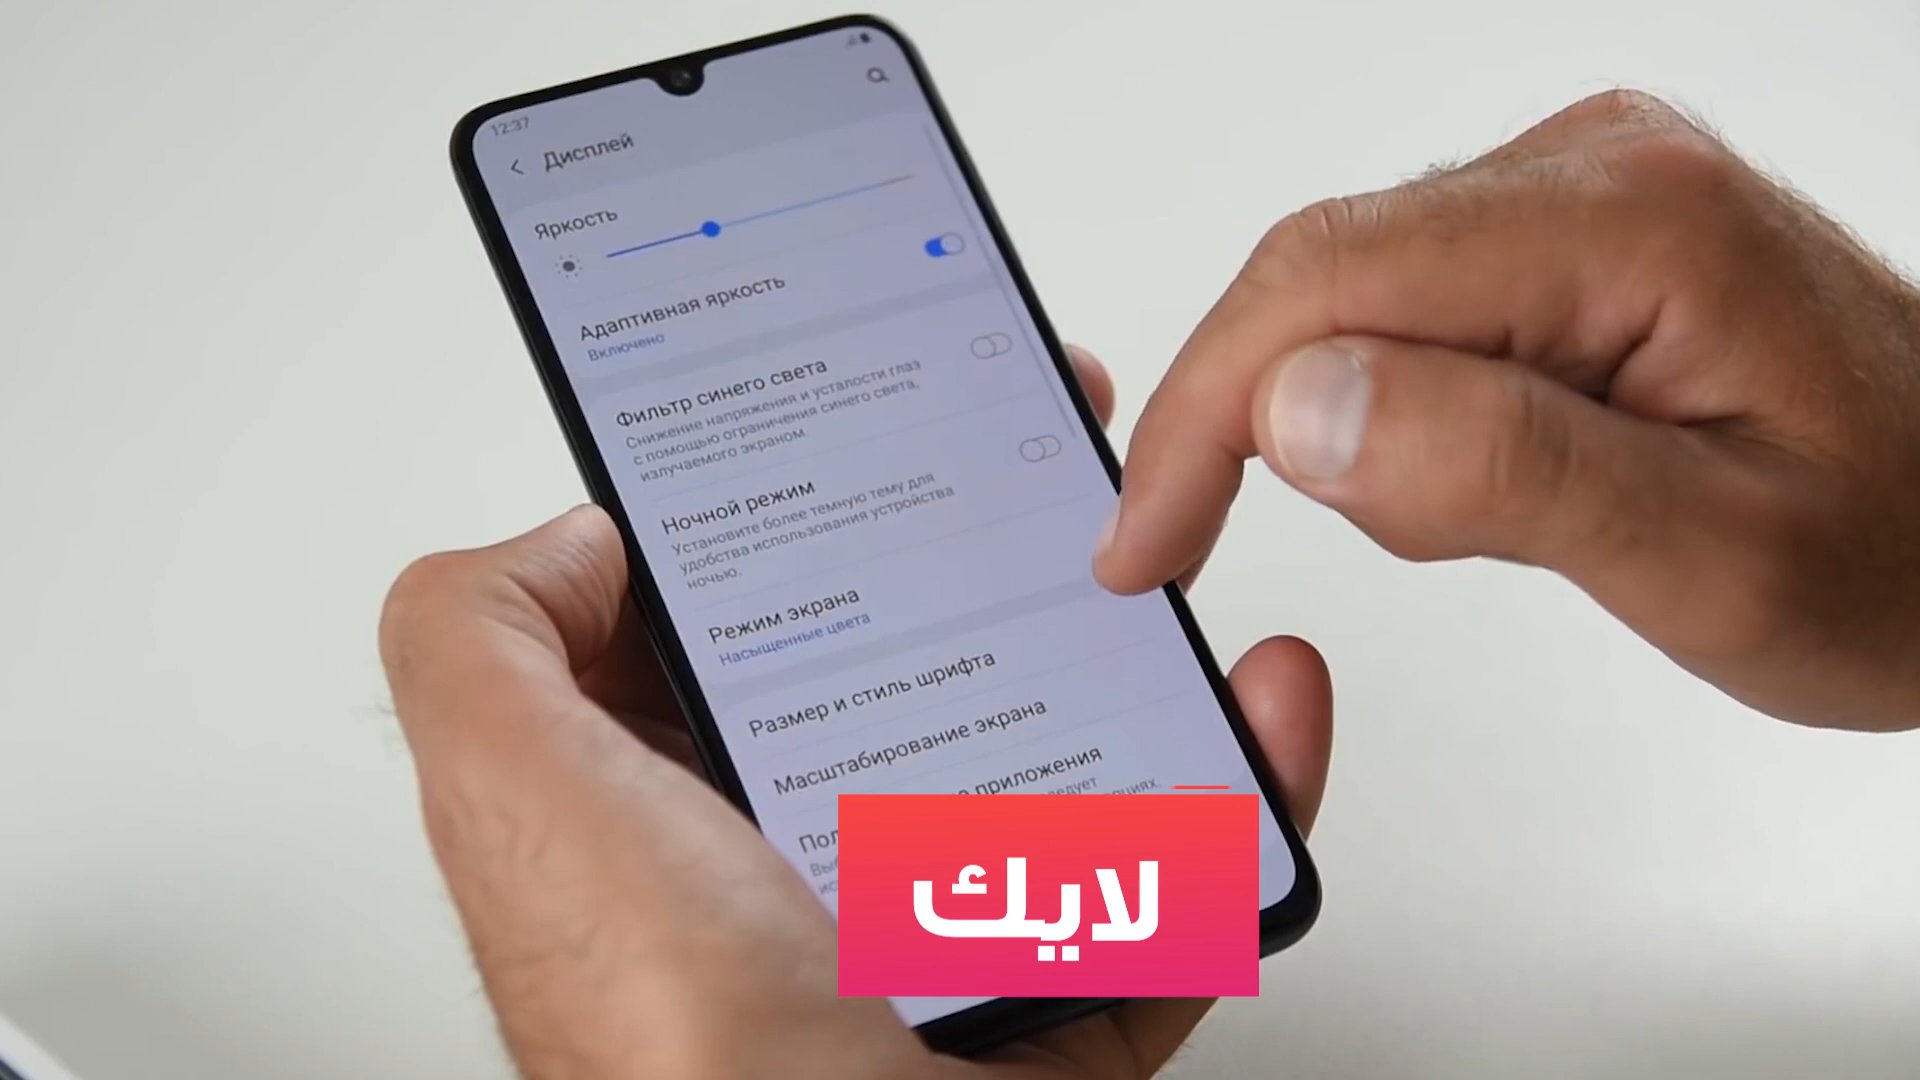 12:37
Дисплей
Яркость
Адаптивная яркость
Включено
Фильтр синего света
Снижение напряжения и усталости глаз
с помощью ограничения синего света,
излучаемого экраном.
Ночной режим
Установите более темную тему для
удобства использования устройства
ночью.
Режим экрана
Насыщенные цвета
Размер и стиль шрифта
Масштабирование экрана
приложения
لايك